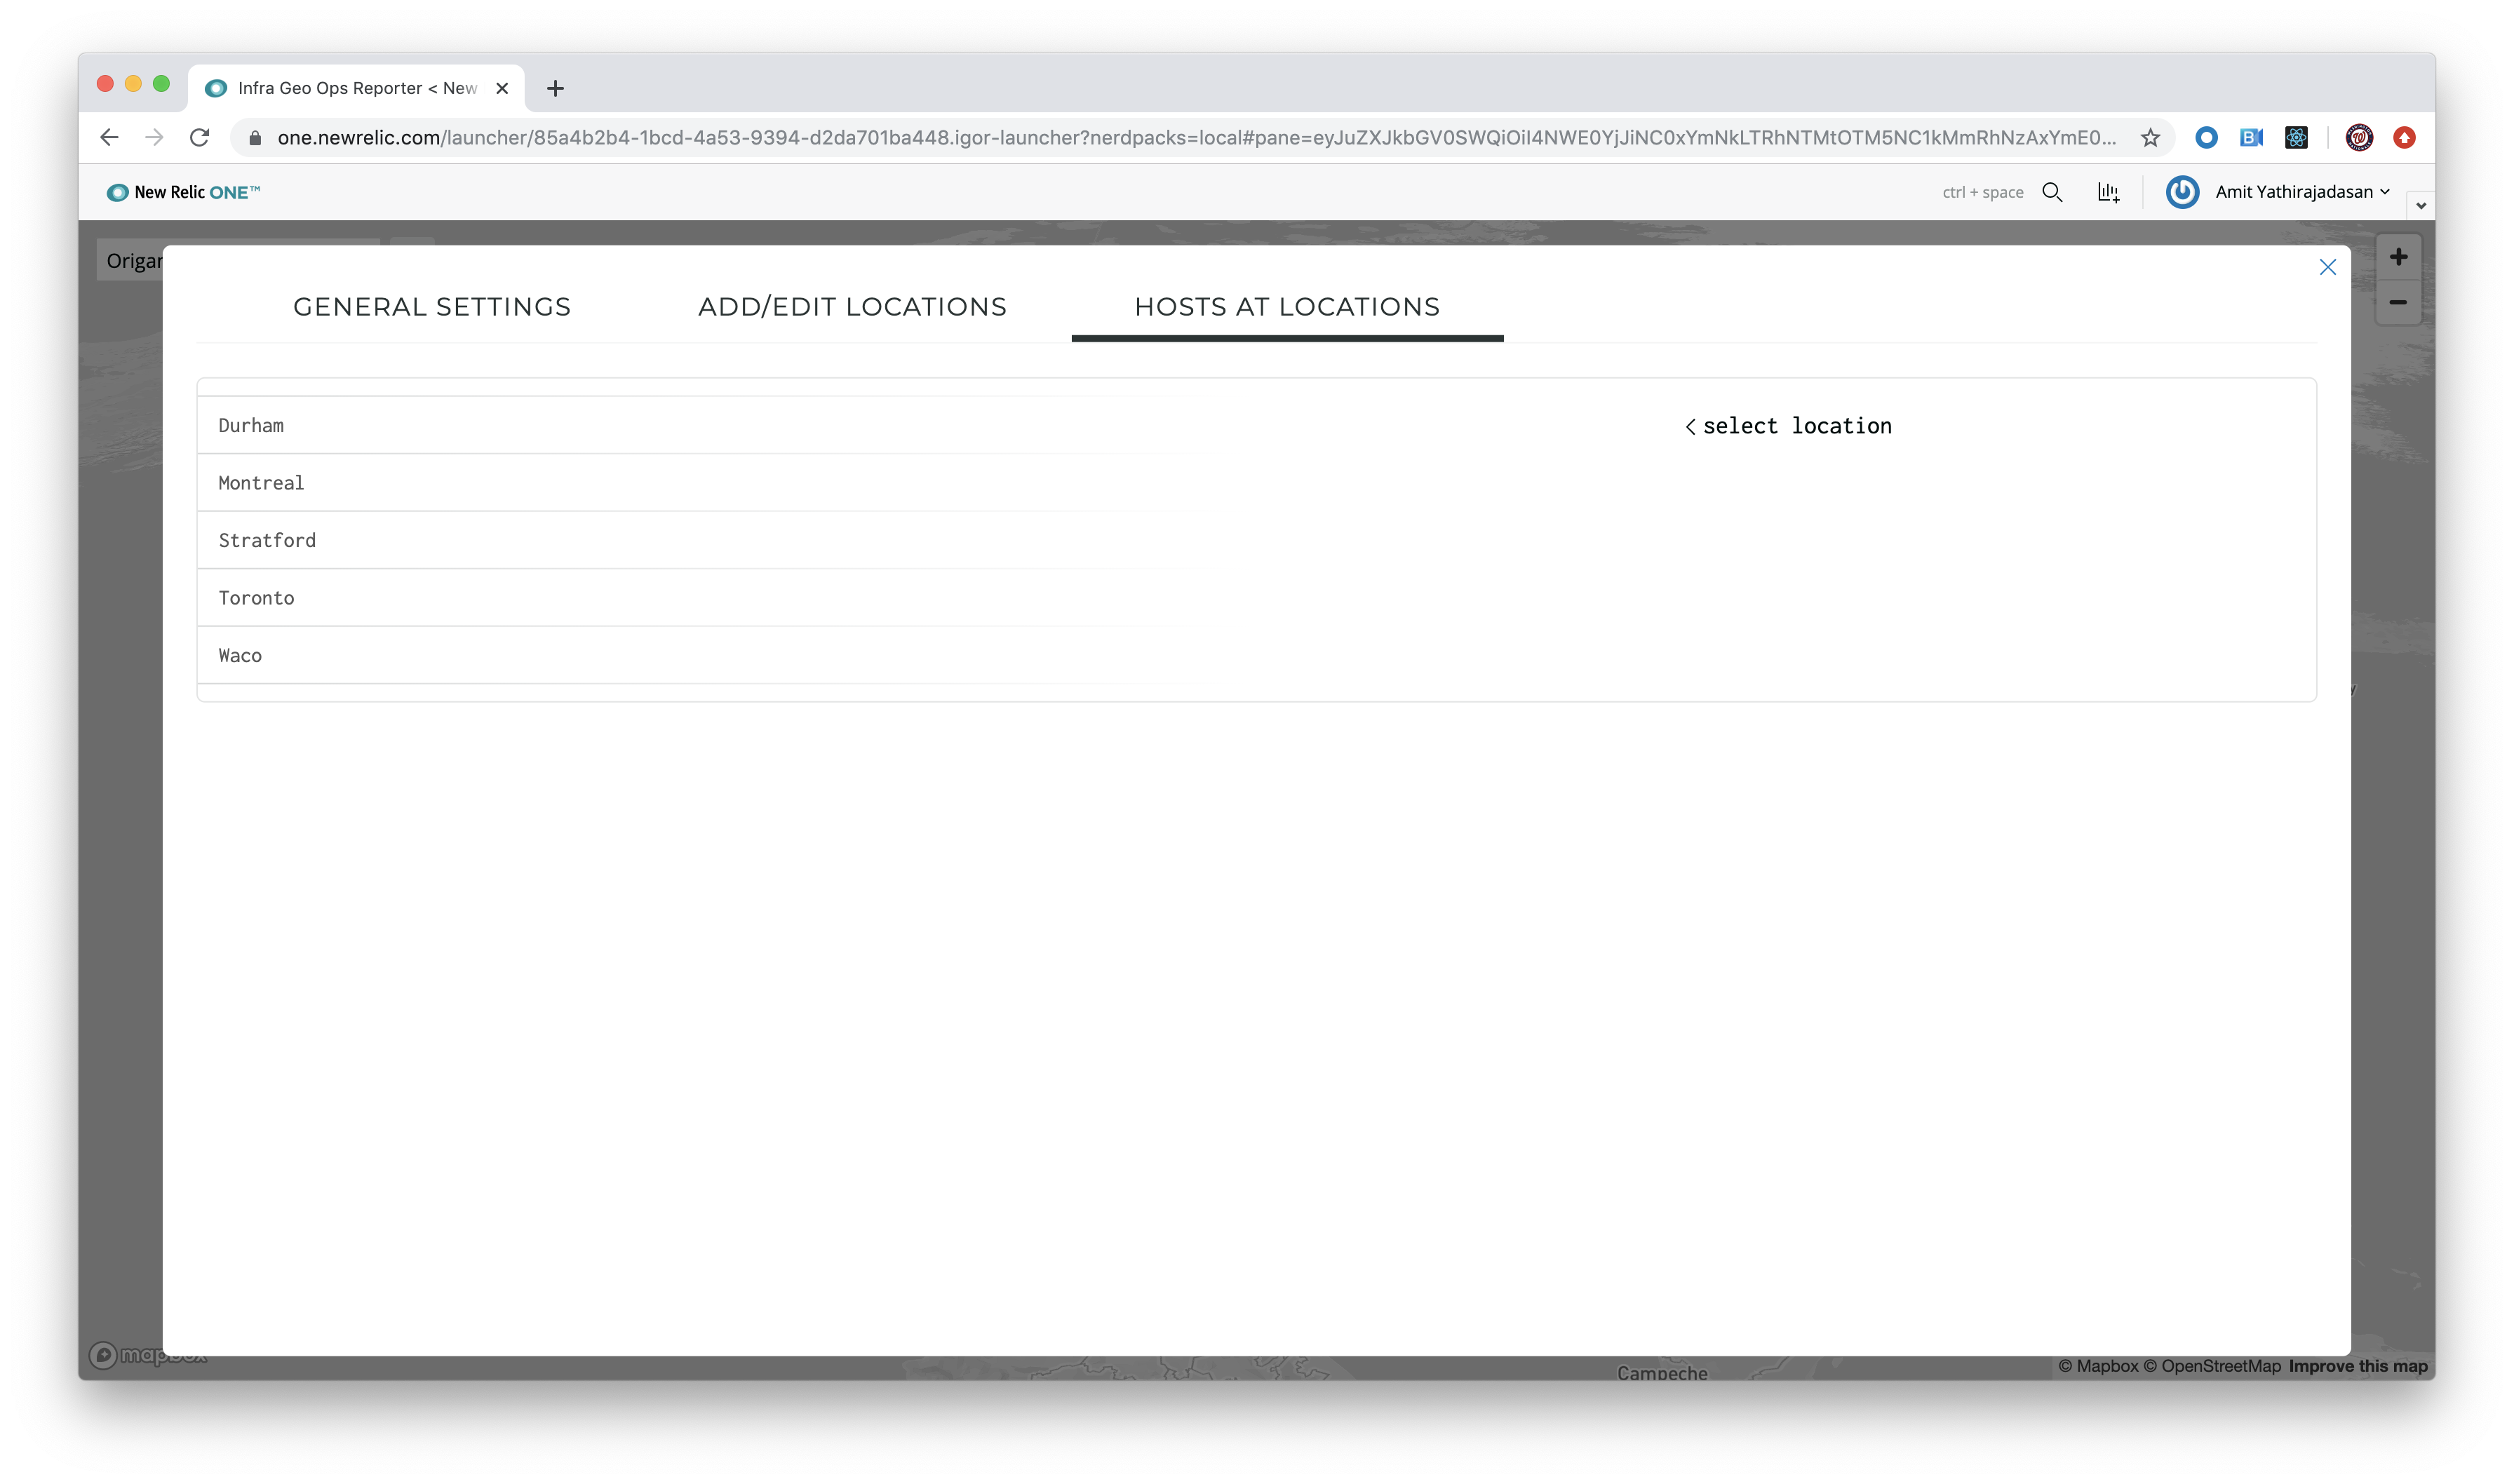 Infra Geo Ops Reporter < New
one.newrelic.com/launcher/85a4b2b4-1bcd-4a53-9394-d2da701ba448.igor-launcher?nerdpacks=local#pane=eyJuZXJkbGV0SWQiOiI4NWE0YjJiNC0xYmNkLTRhNTMtOTM5NC1kMmRhNzAxYmE0...
New Relic ONE™
ctrl + space
Amit Yathirajadasan
Origam
GENERAL SETTINGS
ADD/EDIT LOCATIONS
HOSTS AT LOCATIONS
Durham
< select location
Montreal
Stratford
Toronto
Waco
mapbox
Campeche
© Mapbox © OpenStreetMap Improve this map